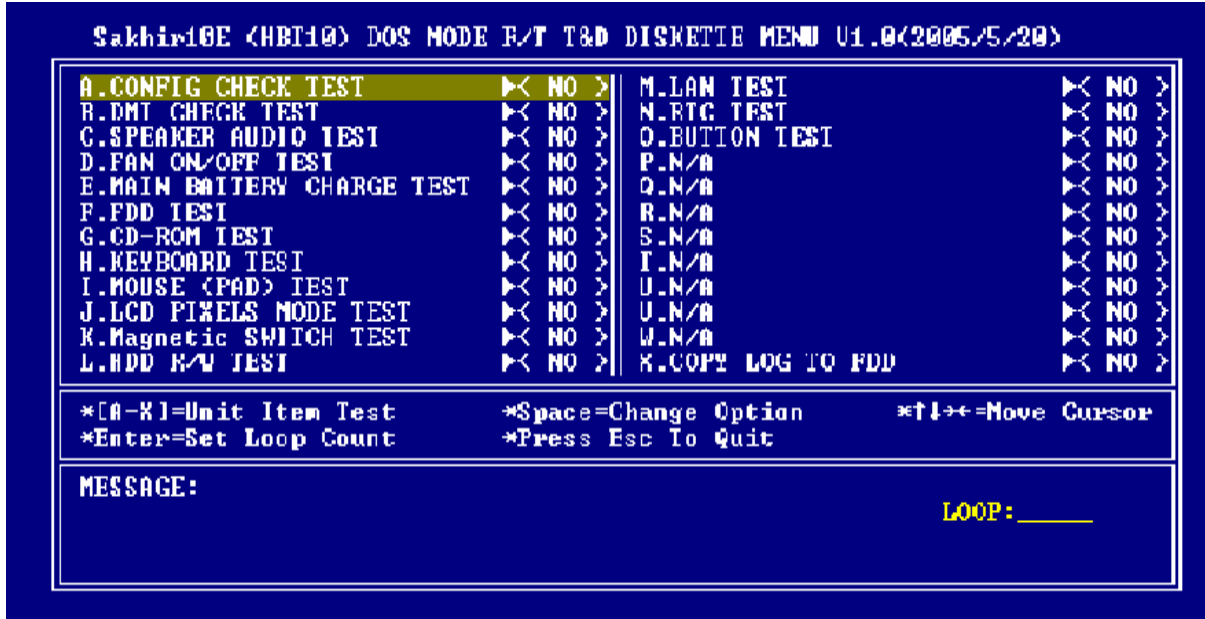 Sakhir10E (HBT10) DOS MODE R/T T&D DISKETTE MENU V1.0(2005/5/20)
A.CONFIG CHECK TEST ►< NO >
B.DMI CHECK TEST ►< NO >
C.SPEAKER AUDIO TEST ►< NO >
D.FAN ON/OFF TEST ►< NO >
E.MAIN BATTERY CHARGE TEST ►< NO >
F.FDD TEST ►< NO >
G.CD-ROM TEST ►< NO >
H.KEYBOARD TEST ►< NO >
I.MOUSE (PAD) TEST ►< NO >
J.LCD PIXELS MODE TEST ►< NO >
K.Magnetic SWITCH TEST ►< NO >
L.HDD R/W TEST ►< NO >
M.LAN TEST ►< NO >
N.RTC TEST ►< NO >
O.BUTTON TEST ►< NO >
P.N/A ►< NO >
Q.N/A ►< NO >
R.N/A ►< NO >
S.N/A ►< NO >
T.N/A ►< NO >
U.N/A ►< NO >
V.N/A ►< NO >
W.N/A ►< NO >
X.COPY LOG TO FDD ►< NO >
*[A-X]=Unit Item Test *Space=Change Option *↑↓→←=Move Cursor
*Enter=Set Loop Count *Press Esc To Quit
MESSAGE:
LOOP:______